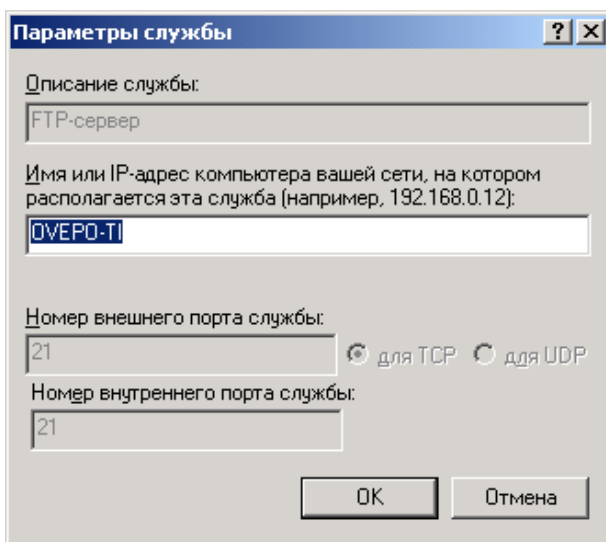 Параметры службы
Описание службы:
FTP-сервер
Имя или IP-адрес компьютера вашей сети, на котором
располагается эта служба (например, 192.168.0.12):
OVEPO-TI
Номер внешнего порта службы:
21 для TCP для UDP
Номер внутреннего порта службы:
21
OK Отмена